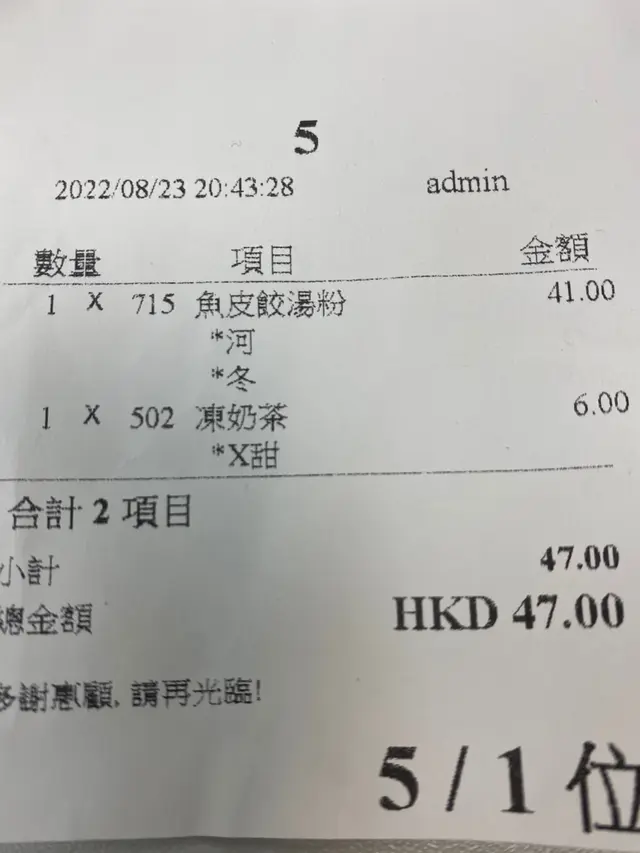 5
2022/08/23 20:43:28 admin
數量 項目 金額
1 X 715 魚皮餃湯粉 41.00
*河
*冬
1 X 502 凍奶茶 6.00
*X甜
合計 2 項目
小計 47.00
總金額 HKD 47.00
多謝惠顧, 請再光臨!
5 / 1 位